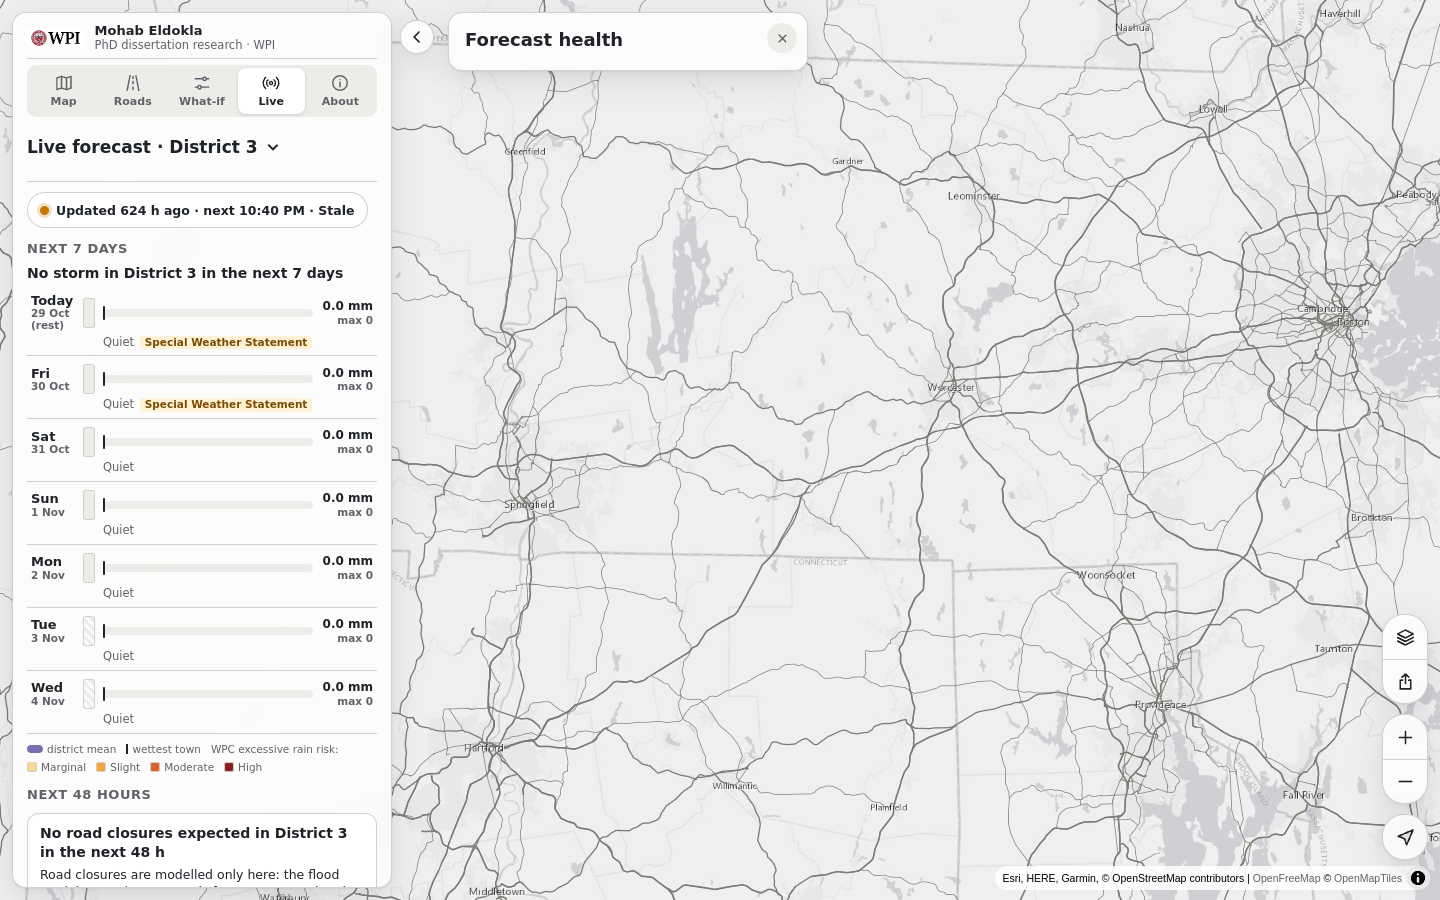 WPI
Mohab Eldokla
PhD dissertation research · WPI
Map
Roads
What-if
Live
About
Live forecast · District 3
Updated 624 h ago · next 10:40 PM · Stale
NEXT 7 DAYS
No storm in District 3 in the next 7 days
Today
29 Oct
(rest)
0.0 mm
max 0
Quiet
Special Weather Statement
Fri
30 Oct
0.0 mm
max 0
Quiet
Special Weather Statement
Sat
31 Oct
0.0 mm
max 0
Quiet
Sun
1 Nov
0.0 mm
max 0
Quiet
Mon
2 Nov
0.0 mm
max 0
Quiet
Tue
3 Nov
0.0 mm
max 0
Quiet
Wed
4 Nov
0.0 mm
max 0
Quiet
district mean
wettest town
WPC excessive rain risk:
Marginal
Slight
Moderate
High
NEXT 48 HOURS
No road closures expected in District 3
in the next 48 h
Road closures are modelled only here: the flood
Forecast health
Nashua
Haverhill
Lowell
Greenfield
Gardner
Leominster
Peabody
Cambridge
Boston
Worcester
Springfield
Brockton
CONNECTICUT
Woonsocket
Taunton
Providence
Hartford
Willimantic
Plainfield
Fall River
Middletown
Waterbury
Esri, HERE, Garmin, © OpenStreetMap contributors | OpenFreeMap © OpenMapTiles